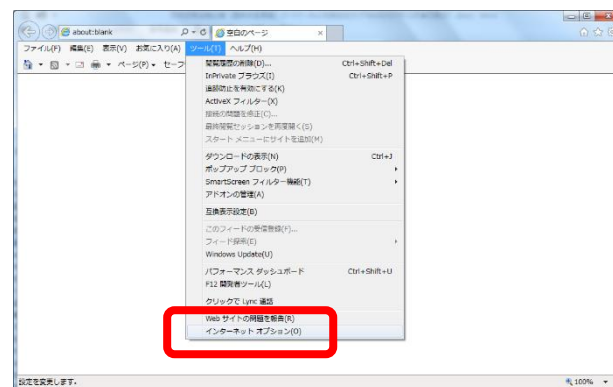 about:blank
空白のページ
ファイル(F) 編集(E) 表示(V) お気に入り(A) ツール(T) ヘルプ(H)
ページ(P) セーフ
閲覧履歴の削除(D)... Ctrl+Shift+Del
InPrivate ブラウズ(I) Ctrl+Shift+P
追跡防止を有効にする(K)
ActiveX フィルター(X)
接続の問題を修正(C)...
最終閲覧セッションを再度開く(S)
スタート メニューにサイトを追加(M)
ダウンロードの表示(N) Ctrl+J
ポップアップ ブロック(P)
SmartScreen フィルター機能(T)
アドオンの管理(A)
互換表示設定(B)
このフィードの受信登録(F)...
フィード探索(E)
Windows Update(U)
パフォーマンス ダッシュボード Ctrl+Shift+U
F12 開発者ツール(L)
クリックで Lync 通話
Web サイトの問題を報告(R)
インターネット オプション(O)
設定を変更します。
100%